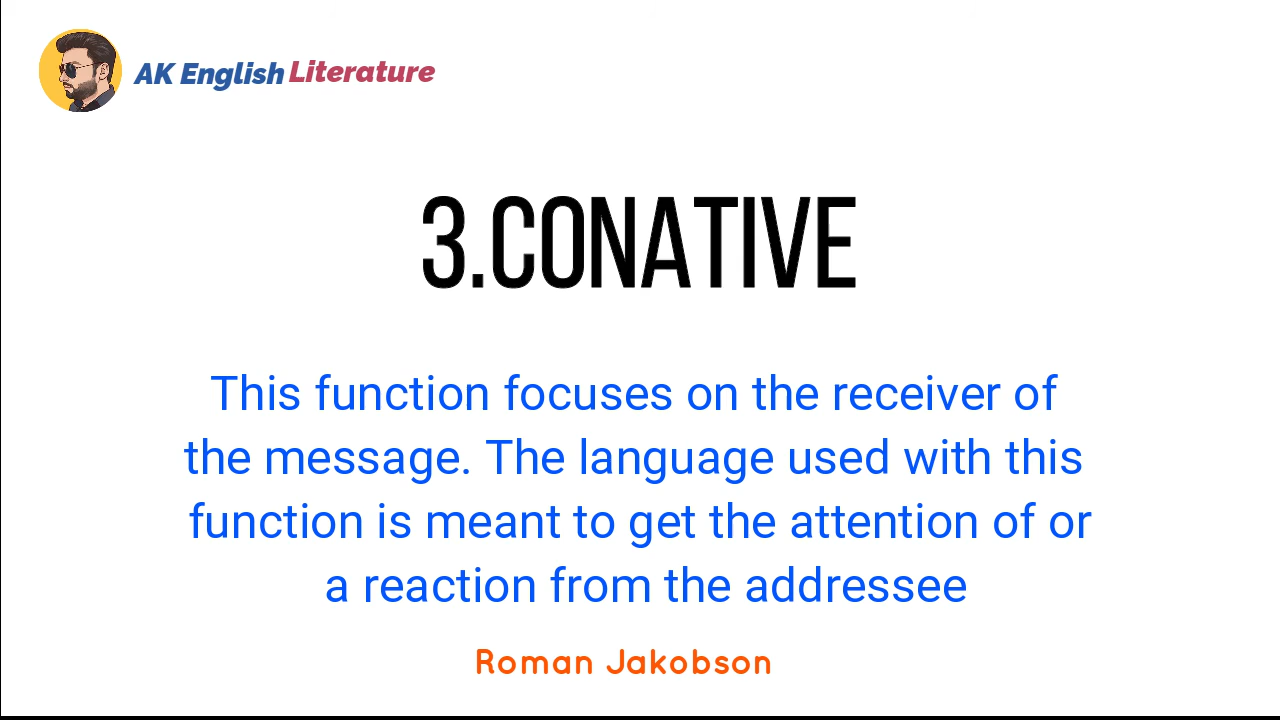 AK English Literature
3.CONATIVE
This function focuses on the receiver of
the message. The language used with this
function is meant to get the attention of or
a reaction from the addressee
Roman Jakobson